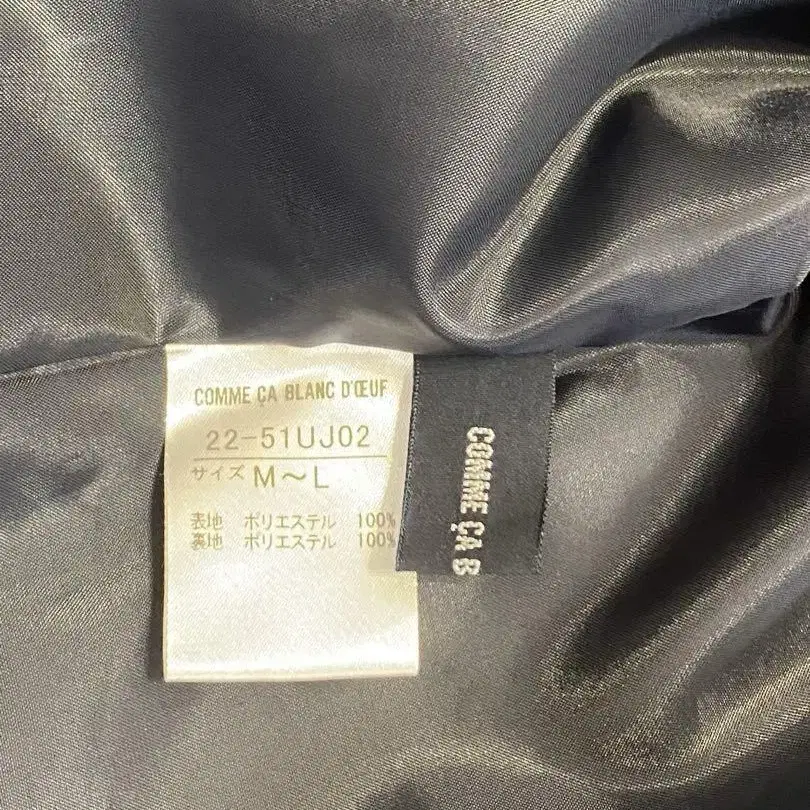 COMME ÇA BLANC D'ŒUF
22-51UJ02
サイズ M～L
表地 ポリエステル 100%
裏地 ポリエステル 100%
COMME ÇA B